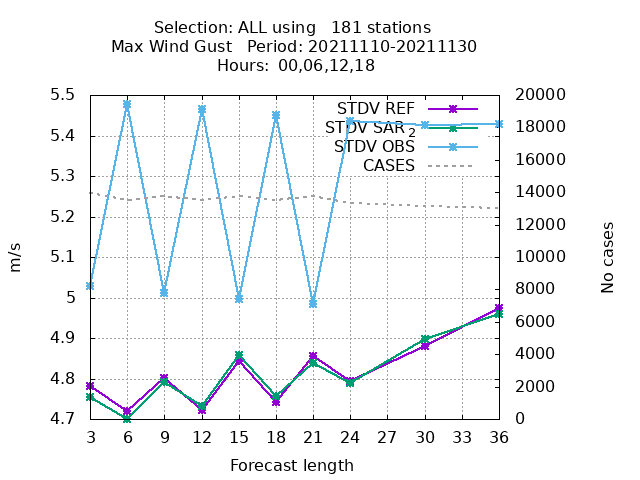 Selection: ALL using   181 stations
Max Wind Gust   Period: 20211110-20211130
Hours: 00,06,12,18
STDV REF
STDV SAR2
STDV OBS
CASES
5.5
5.4
5.3
5.2
5.1
5
4.9
4.8
4.7
m/s
20000
18000
16000
14000
12000
10000
8000
6000
4000
2000
0
No cases
3 6 9 12 15 18 21 24 27 30 33 36
Forecast length